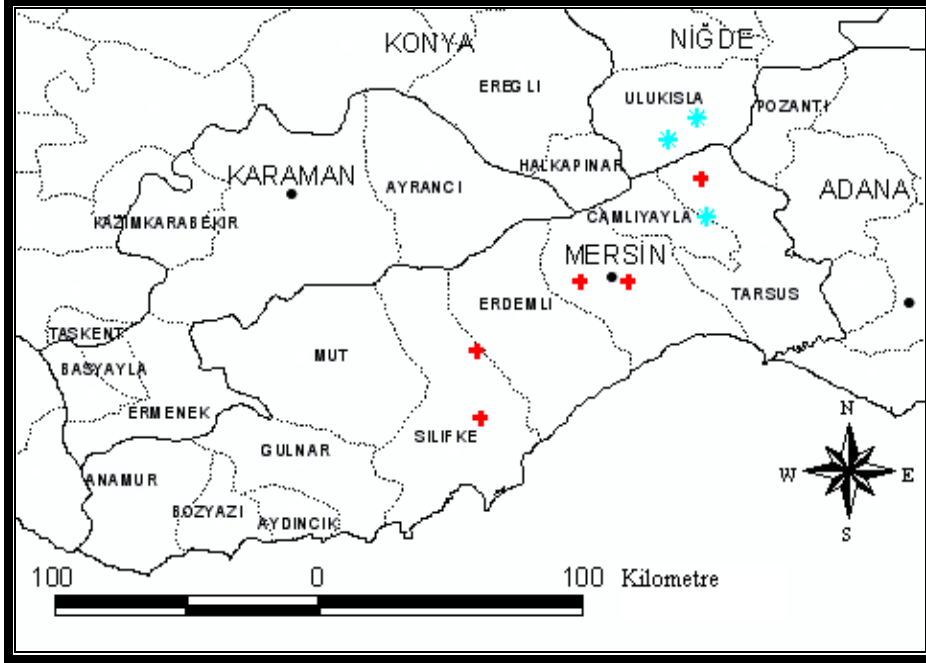 KONYA
NİĞDE
EREGLI
ULUKISLA
POZANTI
HALKAPINAR
KARAMAN
AYRANCI
ADANA
KAZIMKARABEKIR
CAMLIYAYLA
MERSİN
TARSUS
ERDEMLI
TASKENT
MUT
BASYAYLA
ERMENEK
SILIFKE
GULNAR
ANAMUR
BOZYAZI
AYDINCIK
N
W E
S
100 0 100 Kilometre